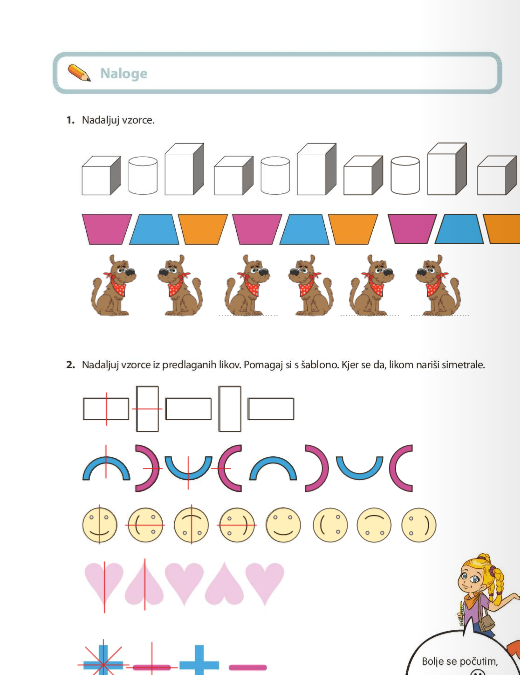 Naloge
1. Nadaljuj vzorce.
2. Nadaljuj vzorce iz predlaganih likov. Pomagaj si s šablono. Kjer se da, likom nariši simetrale.
Bolje se počutim,